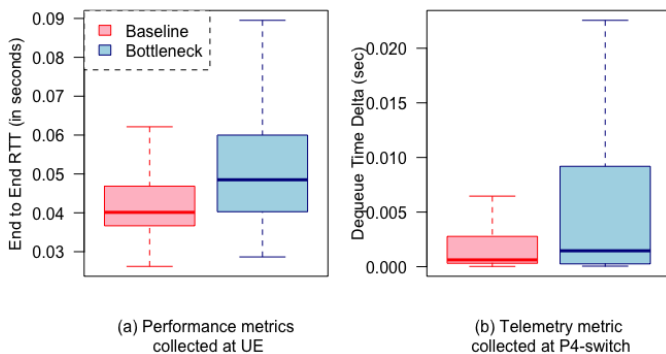 End to End RTT (in seconds)
0.09
0.08
0.07
0.06
0.05
0.04
0.03
Baseline
Bottleneck
(a) Performance metrics
collected at UE
Dequeue Time Delta (sec)
0.020
0.015
0.010
0.005
0.000
(b) Telemetry metric
collected at P4-switch